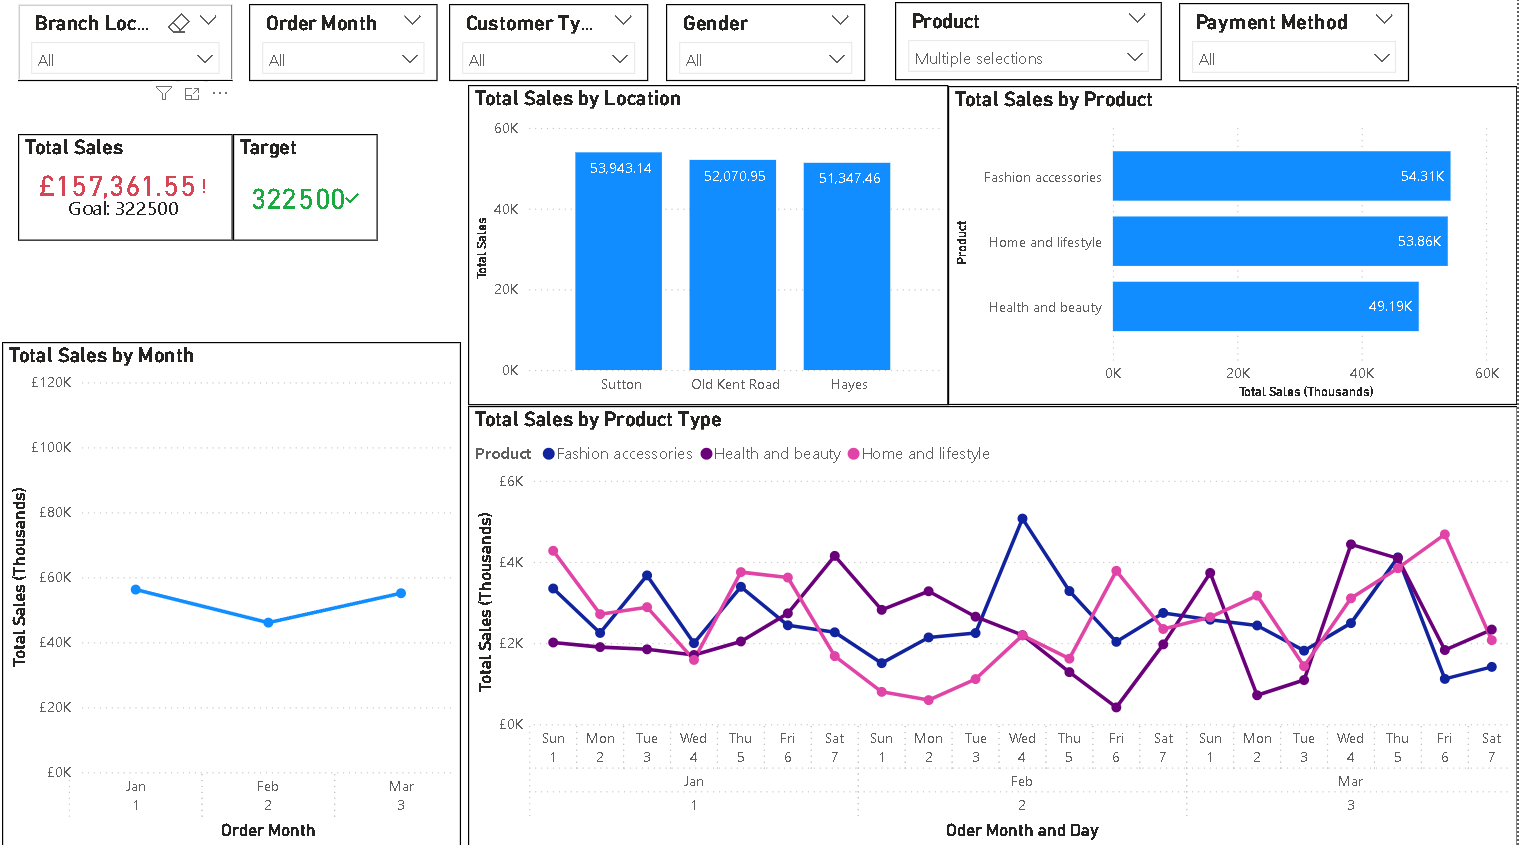 Branch Loc...
All
Order Month
All
Customer Ty...
All
Gender
All
Product
Multiple selections
Payment Method
All
Total Sales
£157,361.55 !
Goal: 322500
Target
322500
Total Sales by Location
Total Sales
60K
40K
20K
0K
53,943.14
52,070.95
51,347.46
Sutton
Old Kent Road
Hayes
Total Sales by Product
Product
Fashion accessories
54.31K
Home and lifestyle
53.86K
Health and beauty
49.19K
0K
20K
40K
60K
Total Sales (Thousands)
Total Sales by Month
Total Sales (Thousands)
£120K
£100K
£80K
£60K
£40K
£20K
£0K
Jan Feb Mar
1 2 3
Order Month
Total Sales by Product Type
Product Fashion accessories Health and beauty Home and lifestyle
Total Sales (Thousands)
£6K
£4K
£2K
£0K
Sun Mon Tue Wed Thu Fri Sat Sun Mon Tue Wed Thu Fri Sat Sun Mon Tue Wed Thu Fri Sat
1 2 3 4 5 6 7 1 2 3 4 5 6 7 1 2 3 4 5 6 7
Jan Feb Mar
1 2 3
Oder Month and Day